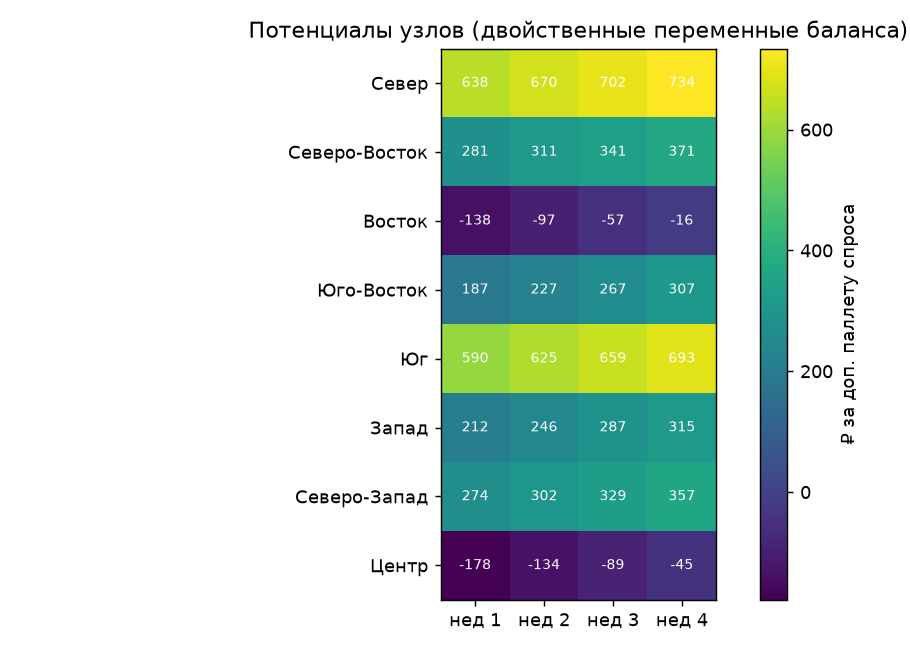 Потенциалы узлов (двойственные переменные баланса)
Север 638 670 702 734
Северо-Восток 281 311 341 371
Восток -138 -97 -57 -16
Юго-Восток 187 227 267 307
Юг 590 625 659 693
Запад 212 246 287 315
Северо-Запад 274 302 329 357
Центр -178 -134 -89 -45
нед 1 нед 2 нед 3 нед 4
600
400
200
0
₽ за доп. паллету спроса